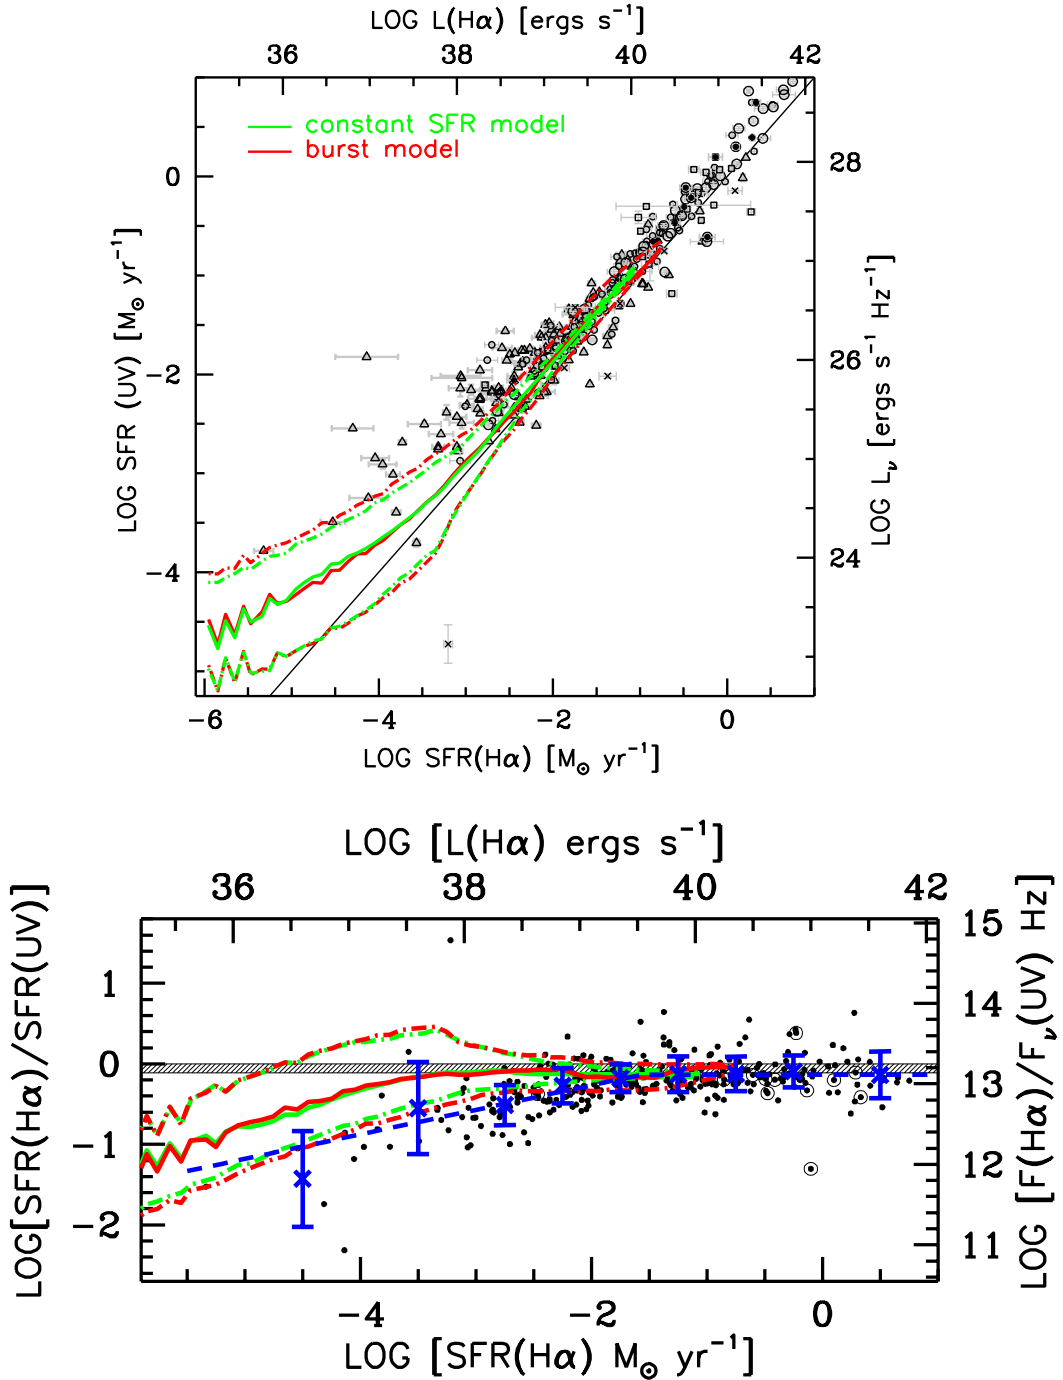 LOG L(Hα) [ergs s⁻¹]
36 38 40 42
constant SFR model
burst model
LOG SFR (UV) [M⊙ yr⁻¹]
0
−2
−4
28
26
24
LOG Lν [ergs s⁻¹ Hz⁻¹]
−6 −4 −2 0
LOG SFR(Hα) [M⊙ yr⁻¹]
LOG [L(Hα) ergs s⁻¹]
36 38 40 42
LOG[SFR(Hα)/SFR(UV)]
1
0
−1
−2
15
14
13
12
11
LOG [F(Hα)/Fν(UV) Hz]
−4 −2 0
LOG [SFR(Hα) M⊙ yr⁻¹]